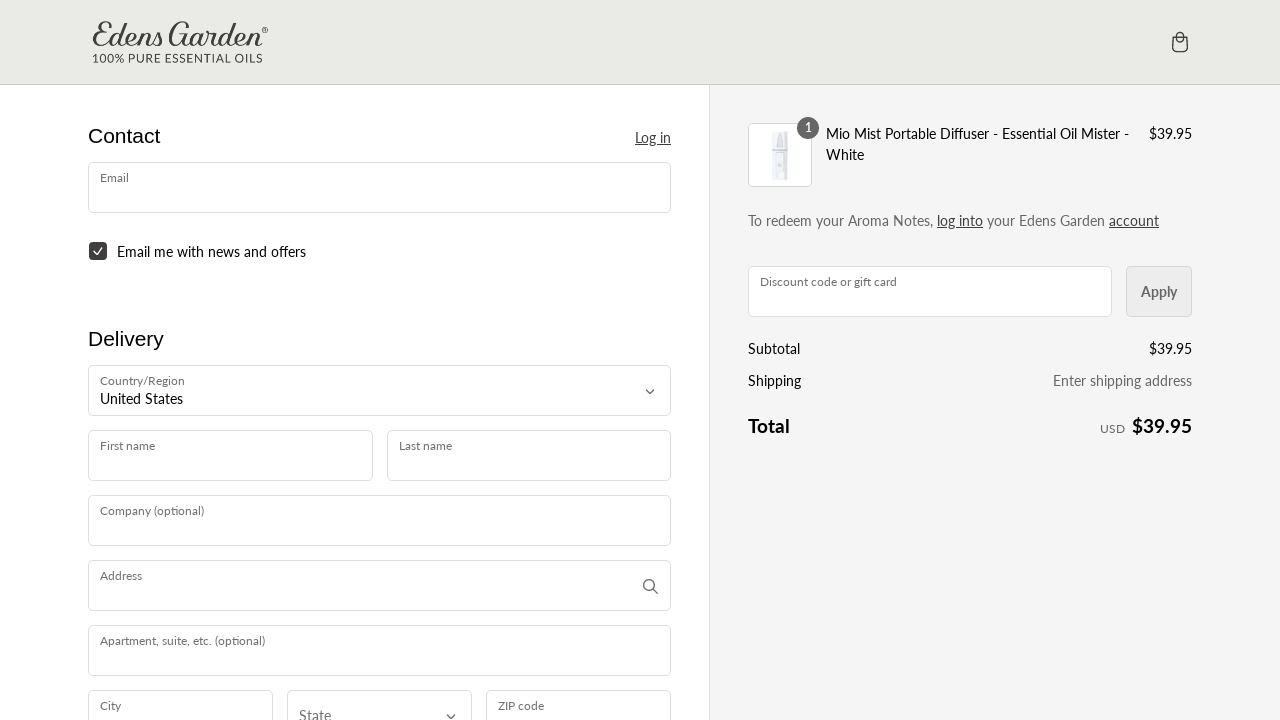 Edens Garden®
100% PURE ESSENTIAL OILS
Contact
Log in
Email
Email me with news and offers
Delivery
Country/Region
United States
First name
Last name
Company (optional)
Address
Apartment, suite, etc. (optional)
City
State
ZIP code
1
Mio Mist Portable Diffuser - Essential Oil Mister -
White
$39.95
To redeem your Aroma Notes, log into your Edens Garden account
Discount code or gift card
Apply
Subtotal
$39.95
Shipping
Enter shipping address
Total
USD $39.95